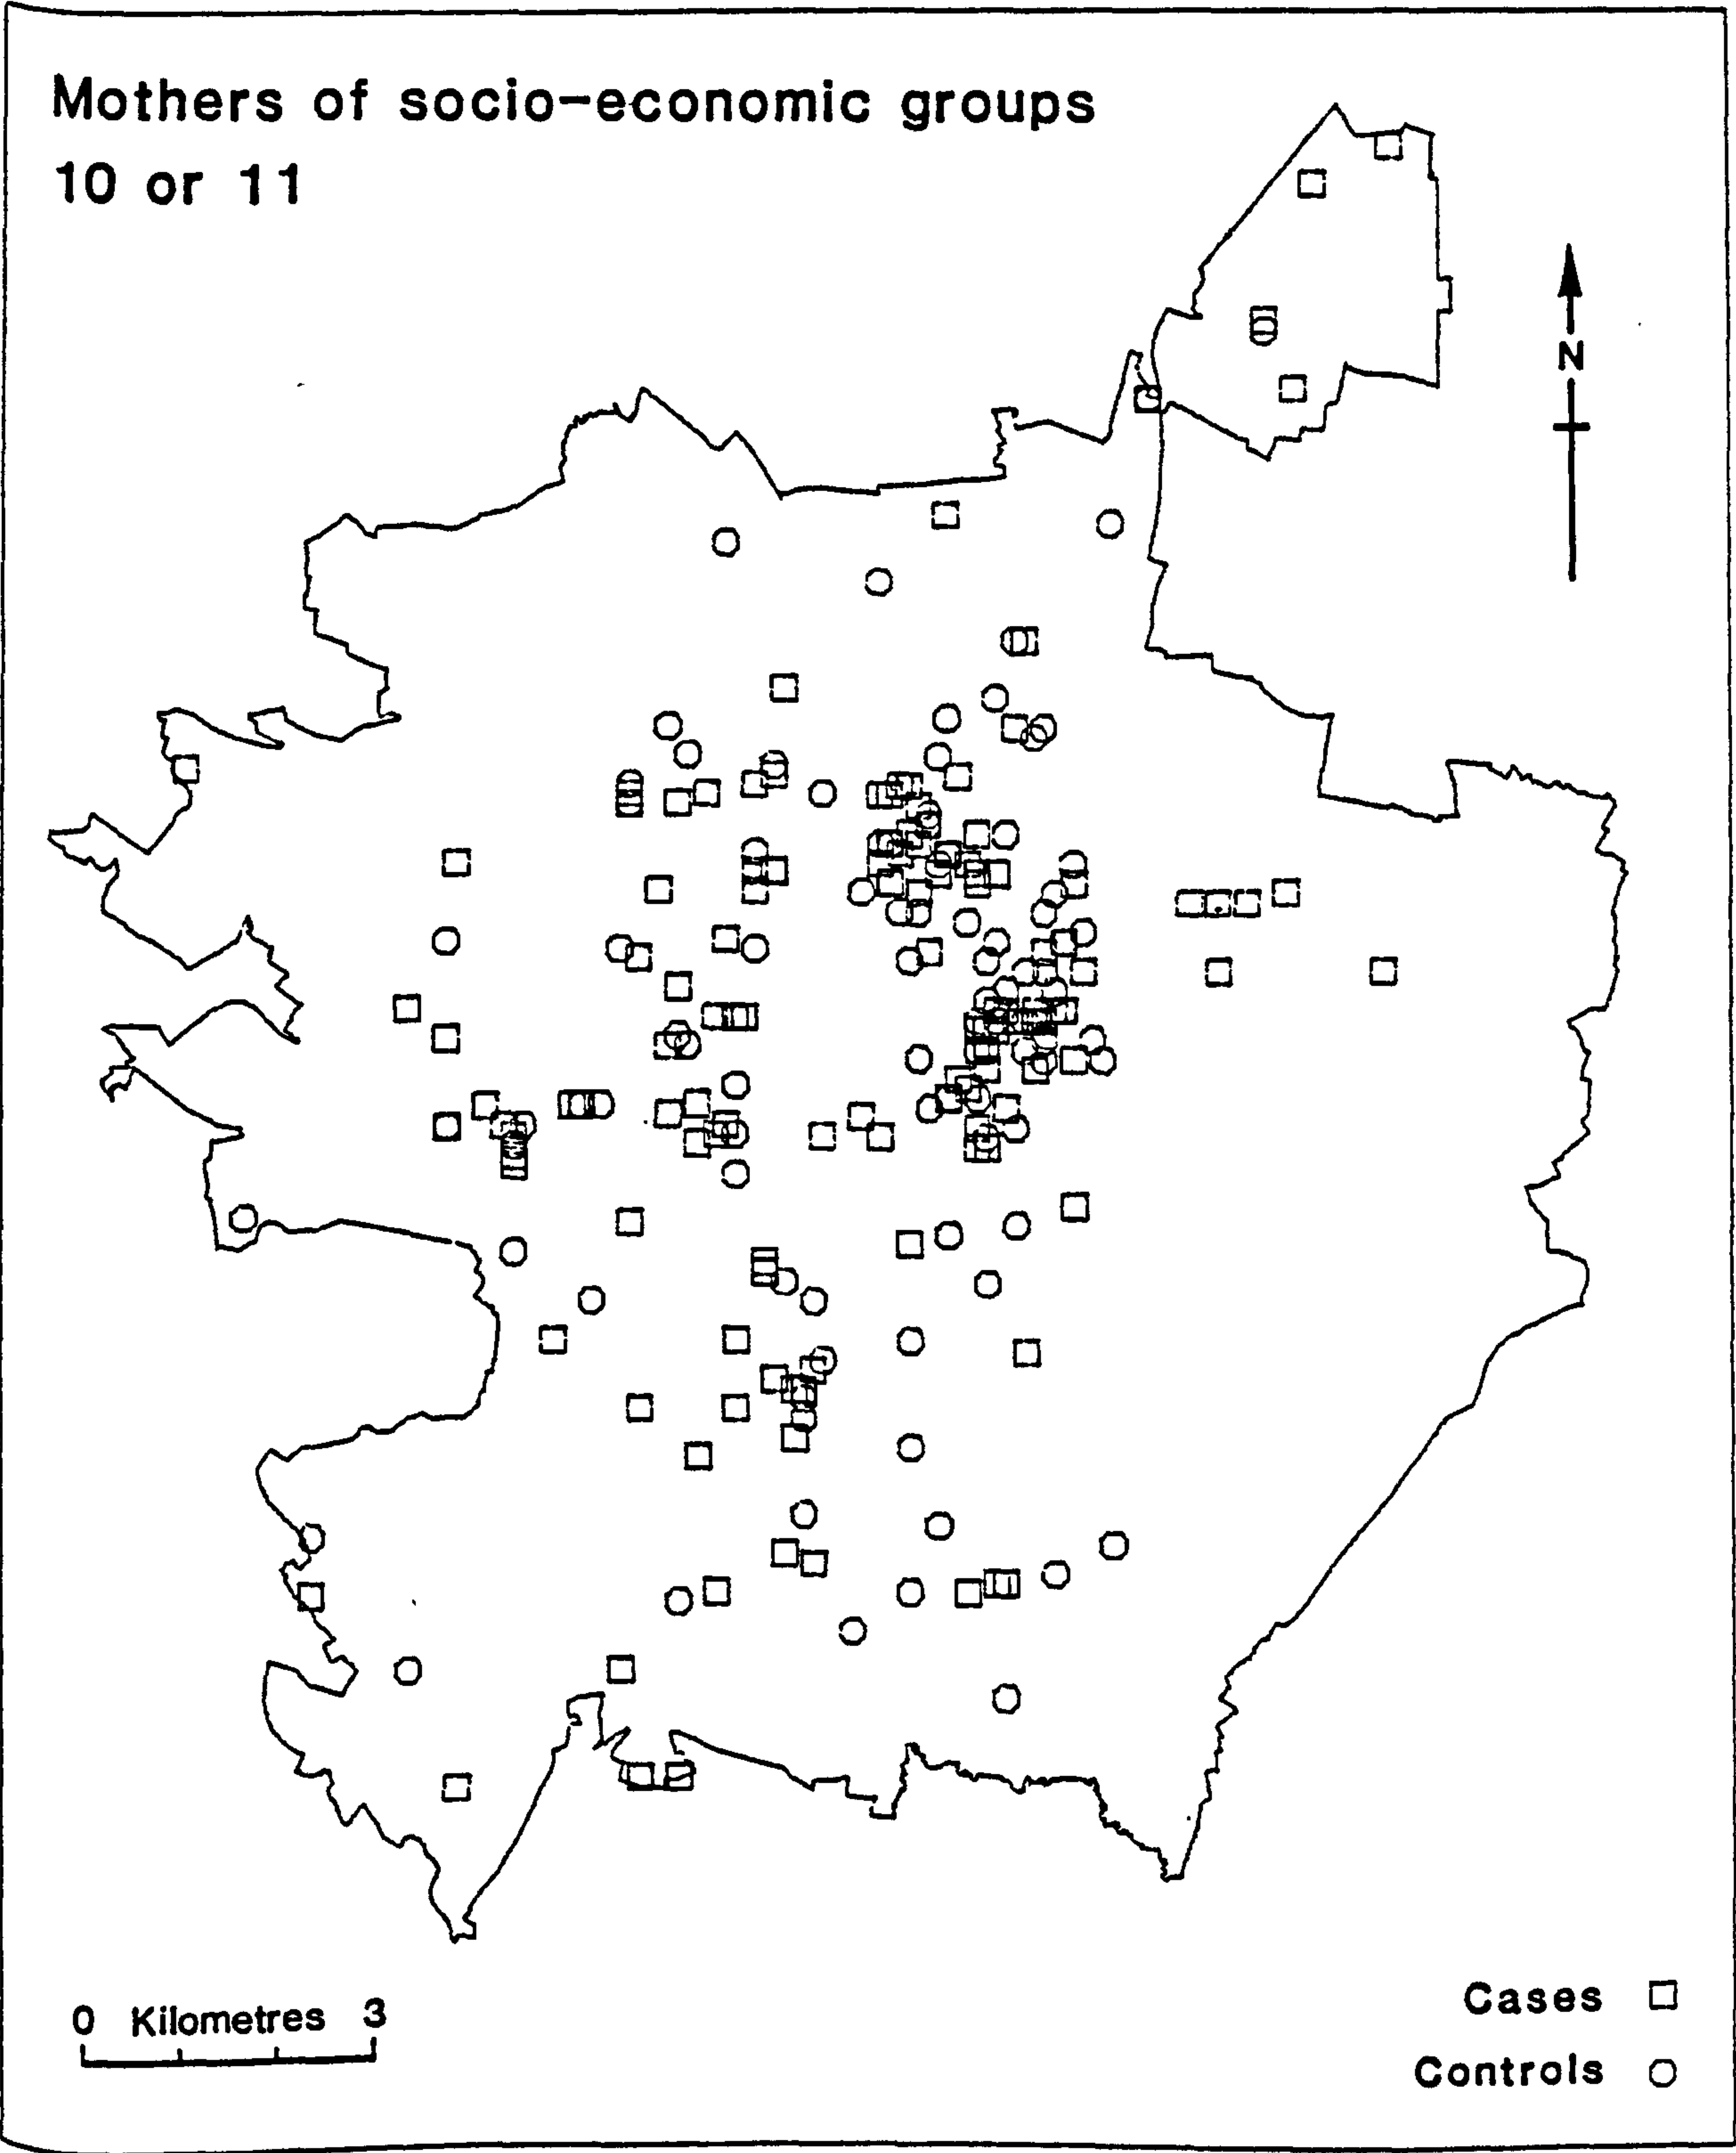 Mothers of socio-economic groups
10 or 11
N
0 Kilometres 3
Cases
Controls